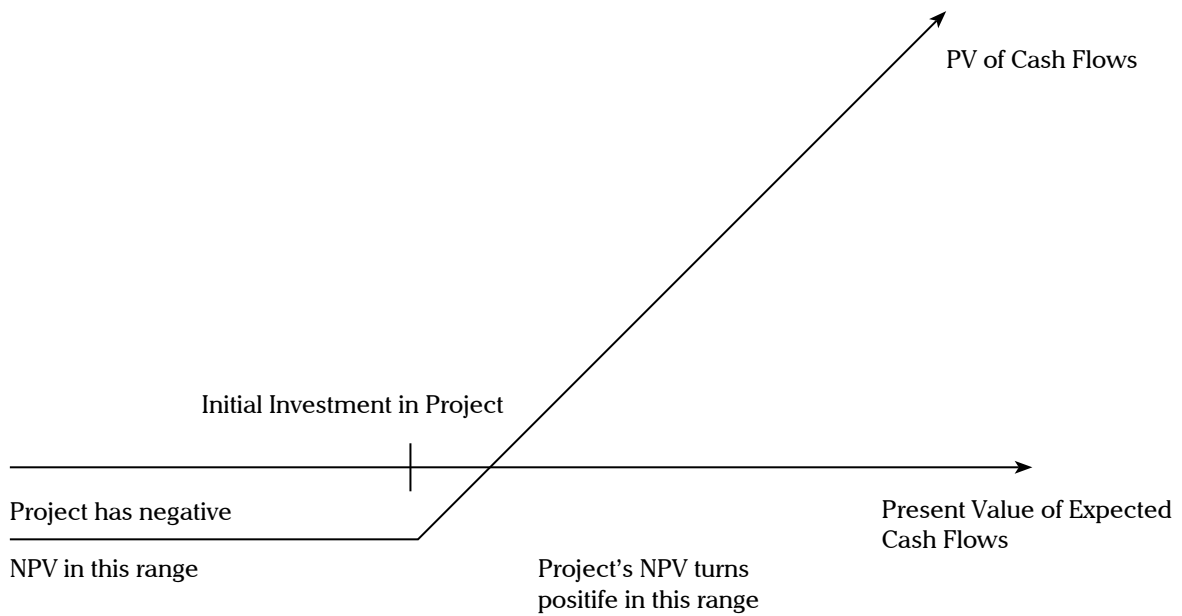 PV of Cash Flows
Initial Investment in Project
Project has negative
NPV in this range
Present Value of Expected
Cash Flows
Project's NPV turns
positife in this range